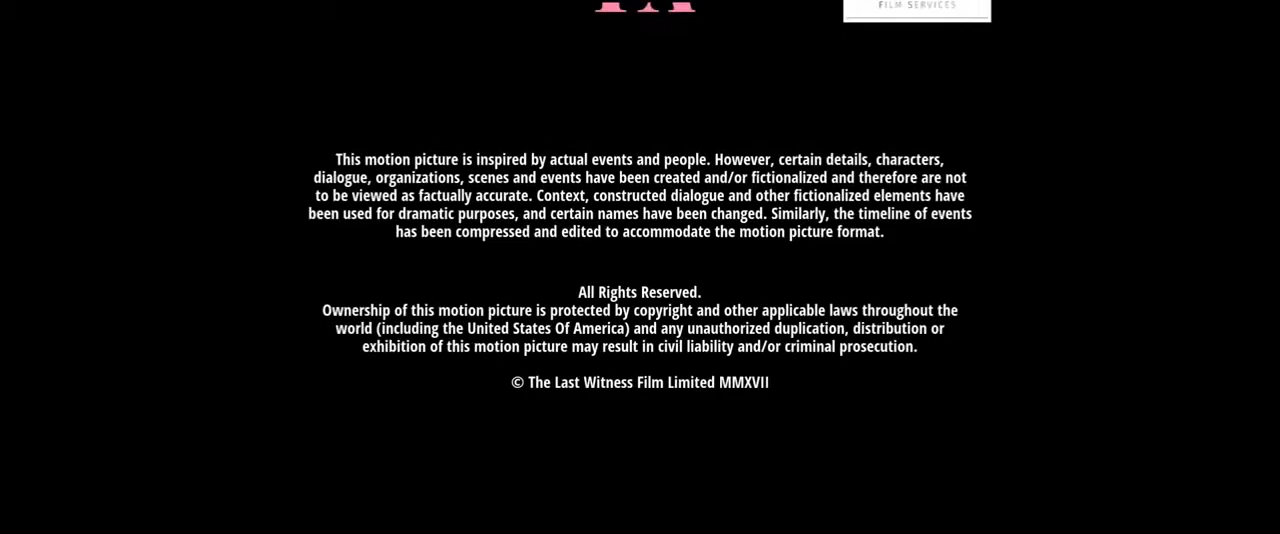 FILM SERVICES
This motion picture is inspired by actual events and people. However, certain details, characters,
dialogue, organizations, scenes and events have been created and/or fictionalized and therefore are not
to be viewed as factually accurate. Context, constructed dialogue and other fictionalized elements have
been used for dramatic purposes, and certain names have been changed. Similarly, the timeline of events
has been compressed and edited to accommodate the motion picture format.
All Rights Reserved.
Ownership of this motion picture is protected by copyright and other applicable laws throughout the
world (including the United States Of America) and any unauthorized duplication, distribution or
exhibition of this motion picture may result in civil liability and/or criminal prosecution.
© The Last Witness Film Limited MMXVII